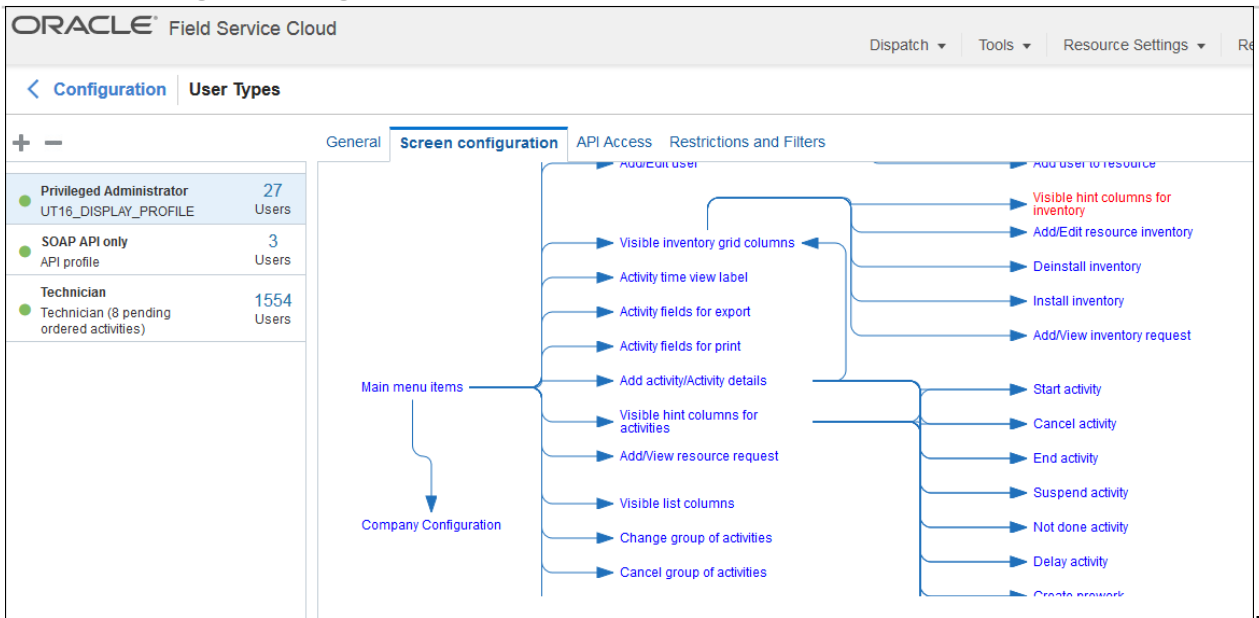 ORACLE® Field Service Cloud
Dispatch Tools Resource Settings Re
Configuration User Types
General Screen configuration API Access Restrictions and Filters
Privileged Administrator 27
UT16_DISPLAY_PROFILE Users
SOAP API only 3
API profile Users
Technician 1554
Technician (8 pending Users
ordered activities)
Add/Edit user
Add user to resource
Visible hint columns for
inventory
Visible inventory grid columns
Add/Edit resource inventory
Activity time view label
Deinstall inventory
Activity fields for export
Install inventory
Activity fields for print
Add/View inventory request
Main menu items
Add activity/Activity details
Start activity
Visible hint columns for
activities
Cancel activity
Add/View resource request
End activity
Visible list columns
Suspend activity
Company Configuration
Change group of activities
Not done activity
Cancel group of activities
Delay activity
Create prework